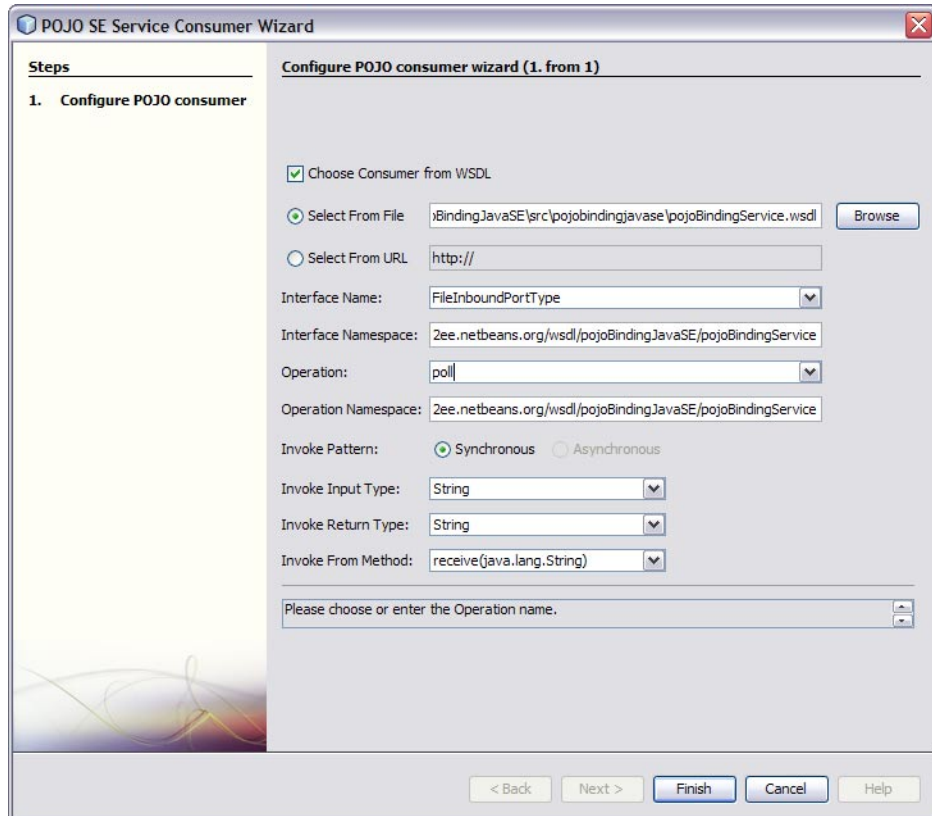 POJO SE Service Consumer Wizard
Steps
1. Configure POJO consumer
Configure POJO consumer wizard (1. from 1)
Choose Consumer from WSDL
Select From File BindingJavaSE\src\pojobindingjavase\pojoBindingService.wsdl Browse
Select From URL http://
Interface Name: FileInboundPortType
Interface Namespace: 2ee.netbeans.org/wsdl/pojoBindingJavaSE/pojoBindingService
Operation: poll
Operation Namespace: 2ee.netbeans.org/wsdl/pojoBindingJavaSE/pojoBindingService
Invoke Pattern: Synchronous Asynchronous
Invoke Input Type: String
Invoke Return Type: String
Invoke From Method: receive(java.lang.String)
Please choose or enter the Operation name.
< Back Next > Finish Cancel Help